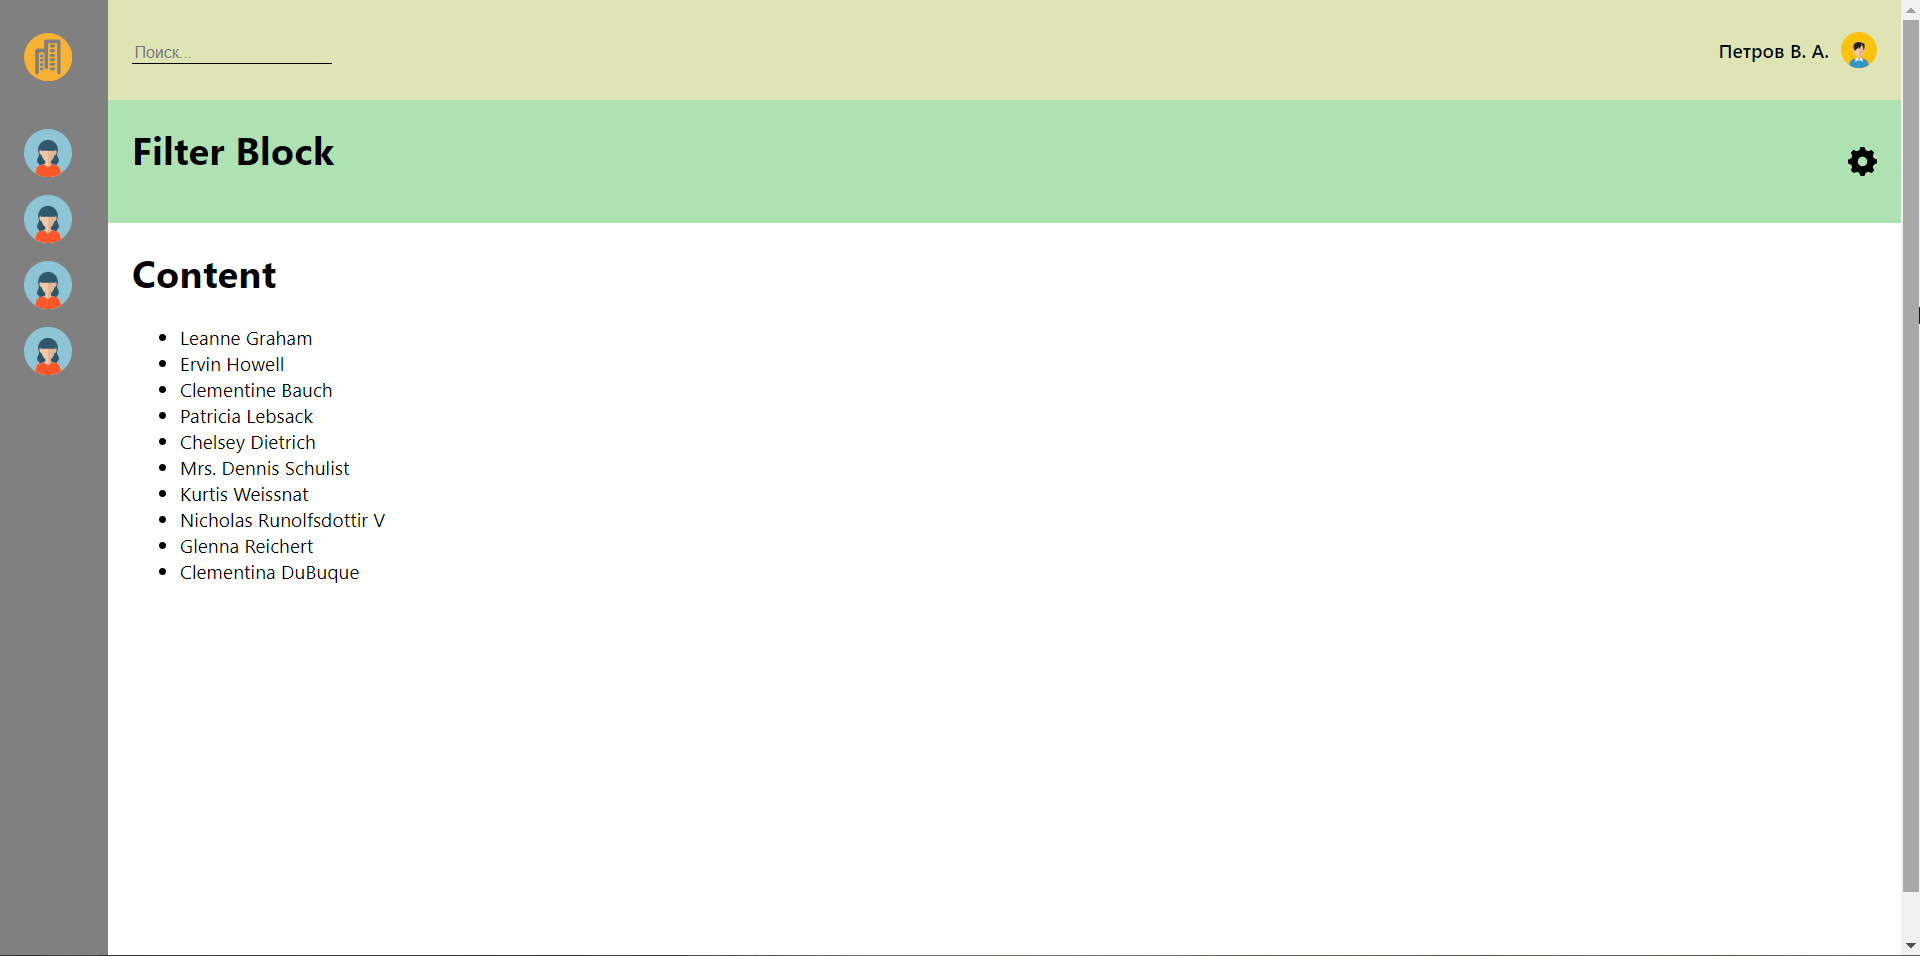 Поиск...
Петров В. А.
Filter Block
Content
Leanne Graham
Ervin Howell
Clementine Bauch
Patricia Lebsack
Chelsey Dietrich
Mrs. Dennis Schulist
Kurtis Weissnat
Nicholas Runolfsdottir V
Glenna Reichert
Clementina DuBuque